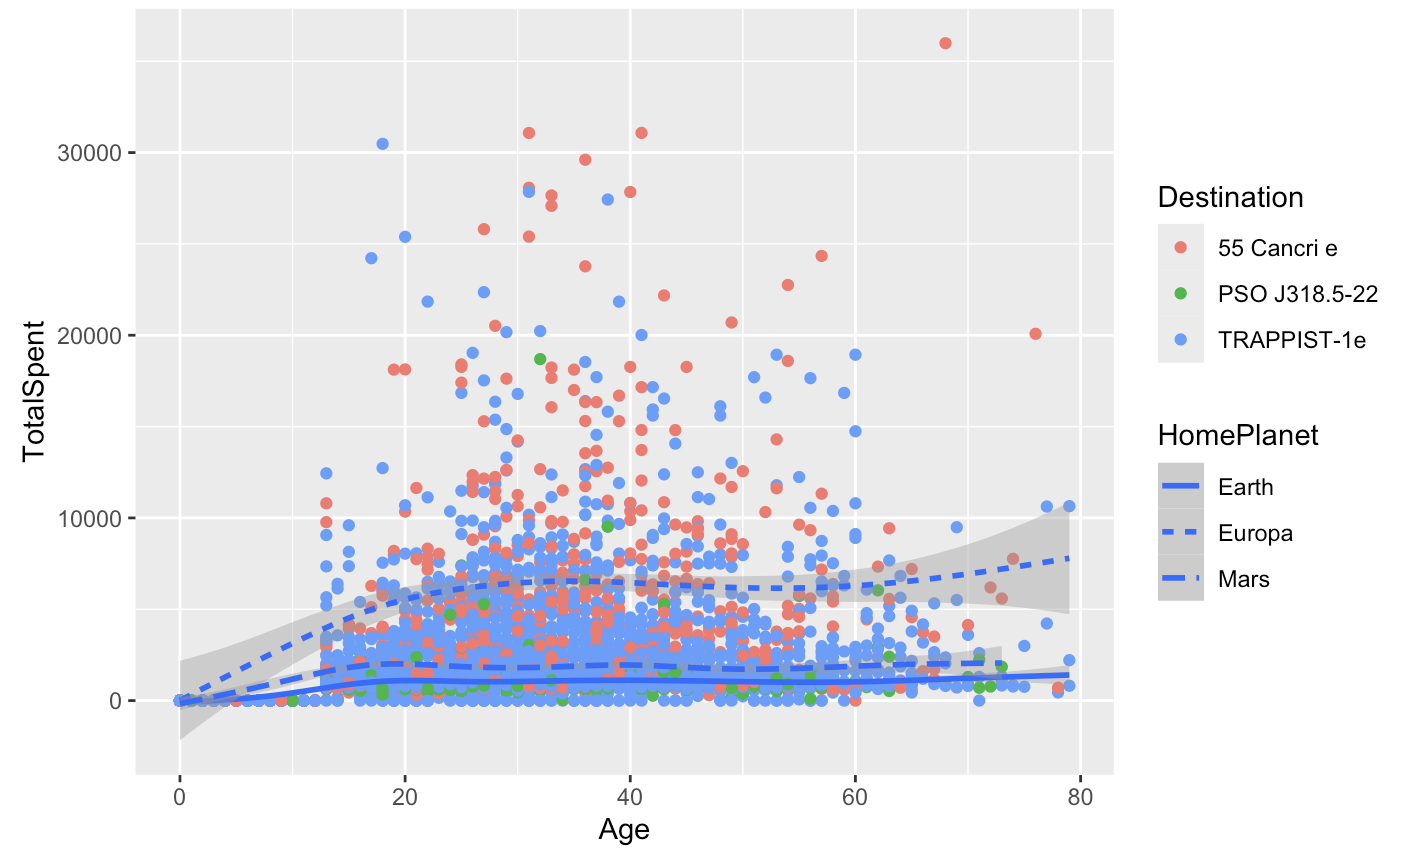 TotalSpent
30000
20000
10000
0
0
20
40
60
80
Age
Destination
55 Cancri e
PSO J318.5-22
TRAPPIST-1e
HomePlanet
Earth
Europa
Mars